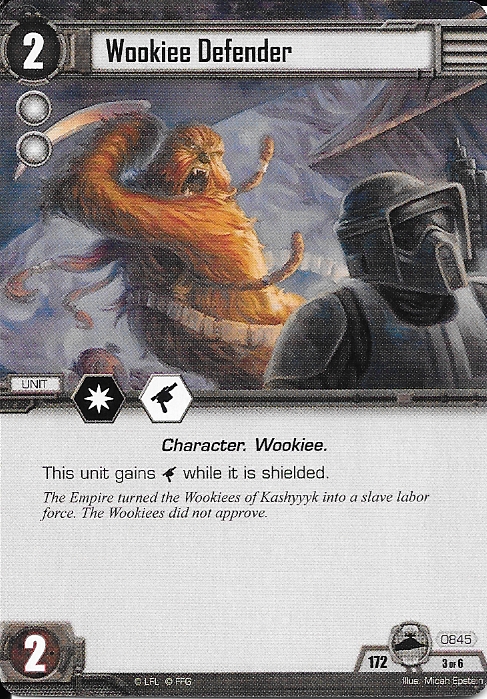 2
Wookiee Defender
UNIT
Character. Wookiee.
This unit gains while it is shielded.
The Empire turned the Wookiees of Kashyyyk into a slave labor
force. The Wookiees did not approve.
2
172
0845
3 OF 6
© LFL © FFG
Illus. Micah Epstein